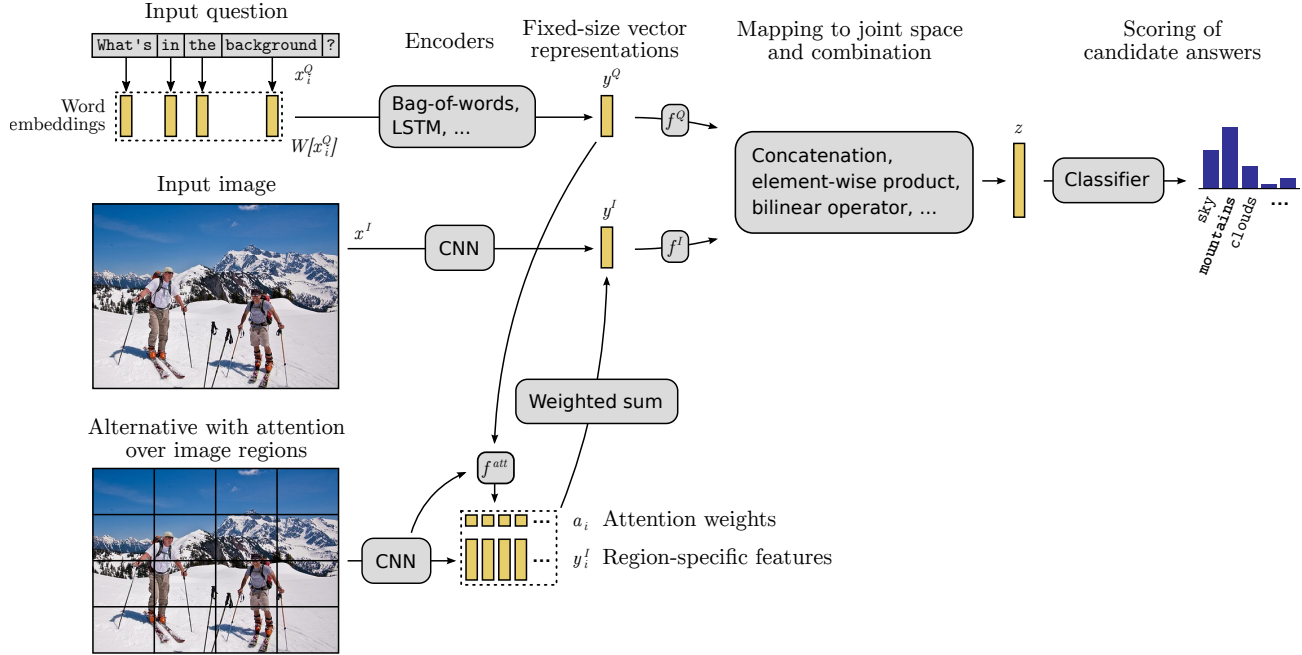 Input question
What's in the background ?
x_i^Q
Word
embeddings
W[x_i^Q]
Encoders
Bag-of-words,
LSTM, ...
Fixed-size vector
representations
y^Q
f^Q
Mapping to joint space
and combination
Concatenation,
element-wise product,
bilinear operator, ...
z
Classifier
Scoring of
candidate answers
sky
mountains
clouds
...
Input image
x^I
CNN
y^I
f^I
Weighted sum
Alternative with attention
over image regions
CNN
f^att
... a_i Attention weights
... y_i^I Region-specific features